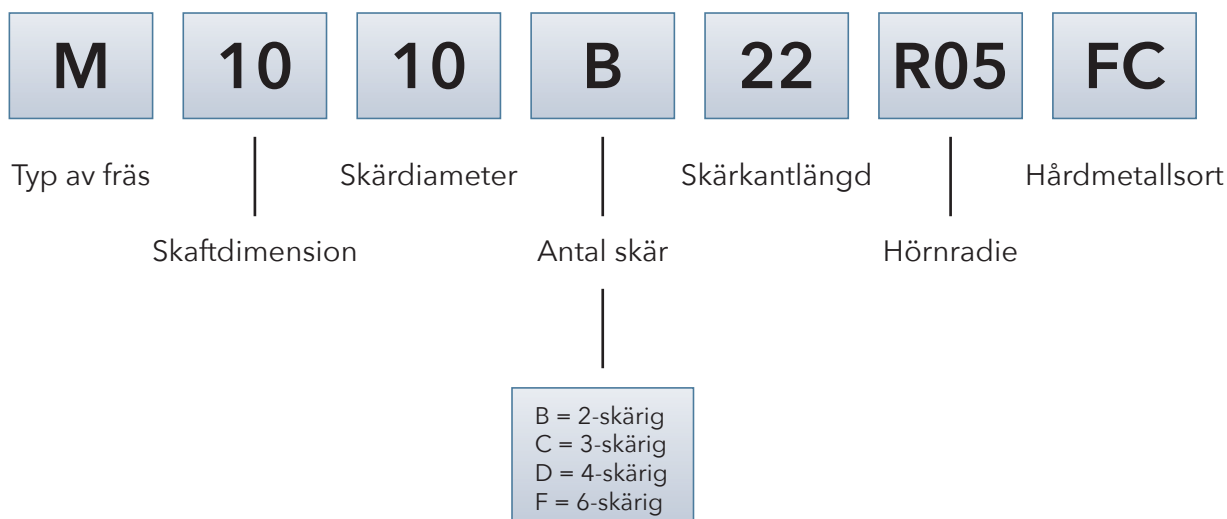 M 10 10 B 22 R05 FC
Typ av fräs Skärdiameter Skärkantlängd Hårdmetallsort
Skaftdimension Antal skär Hörnradie
B = 2-skärig
C = 3-skärig
D = 4-skärig
F = 6-skärig